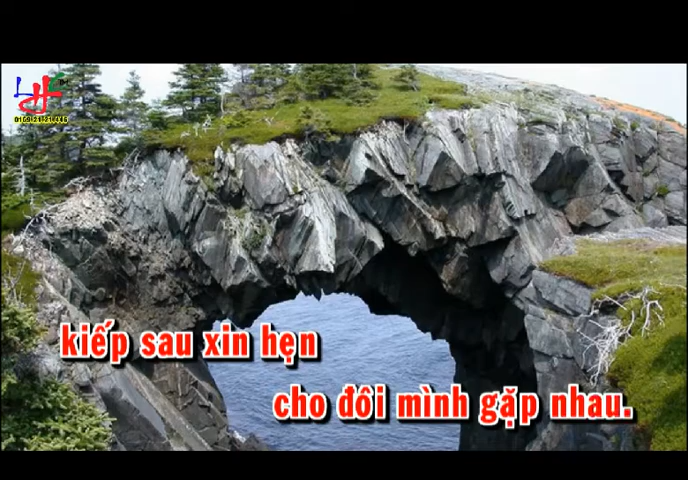 kiếp sau xin hẹn
cho đôi mình gặp nhau.